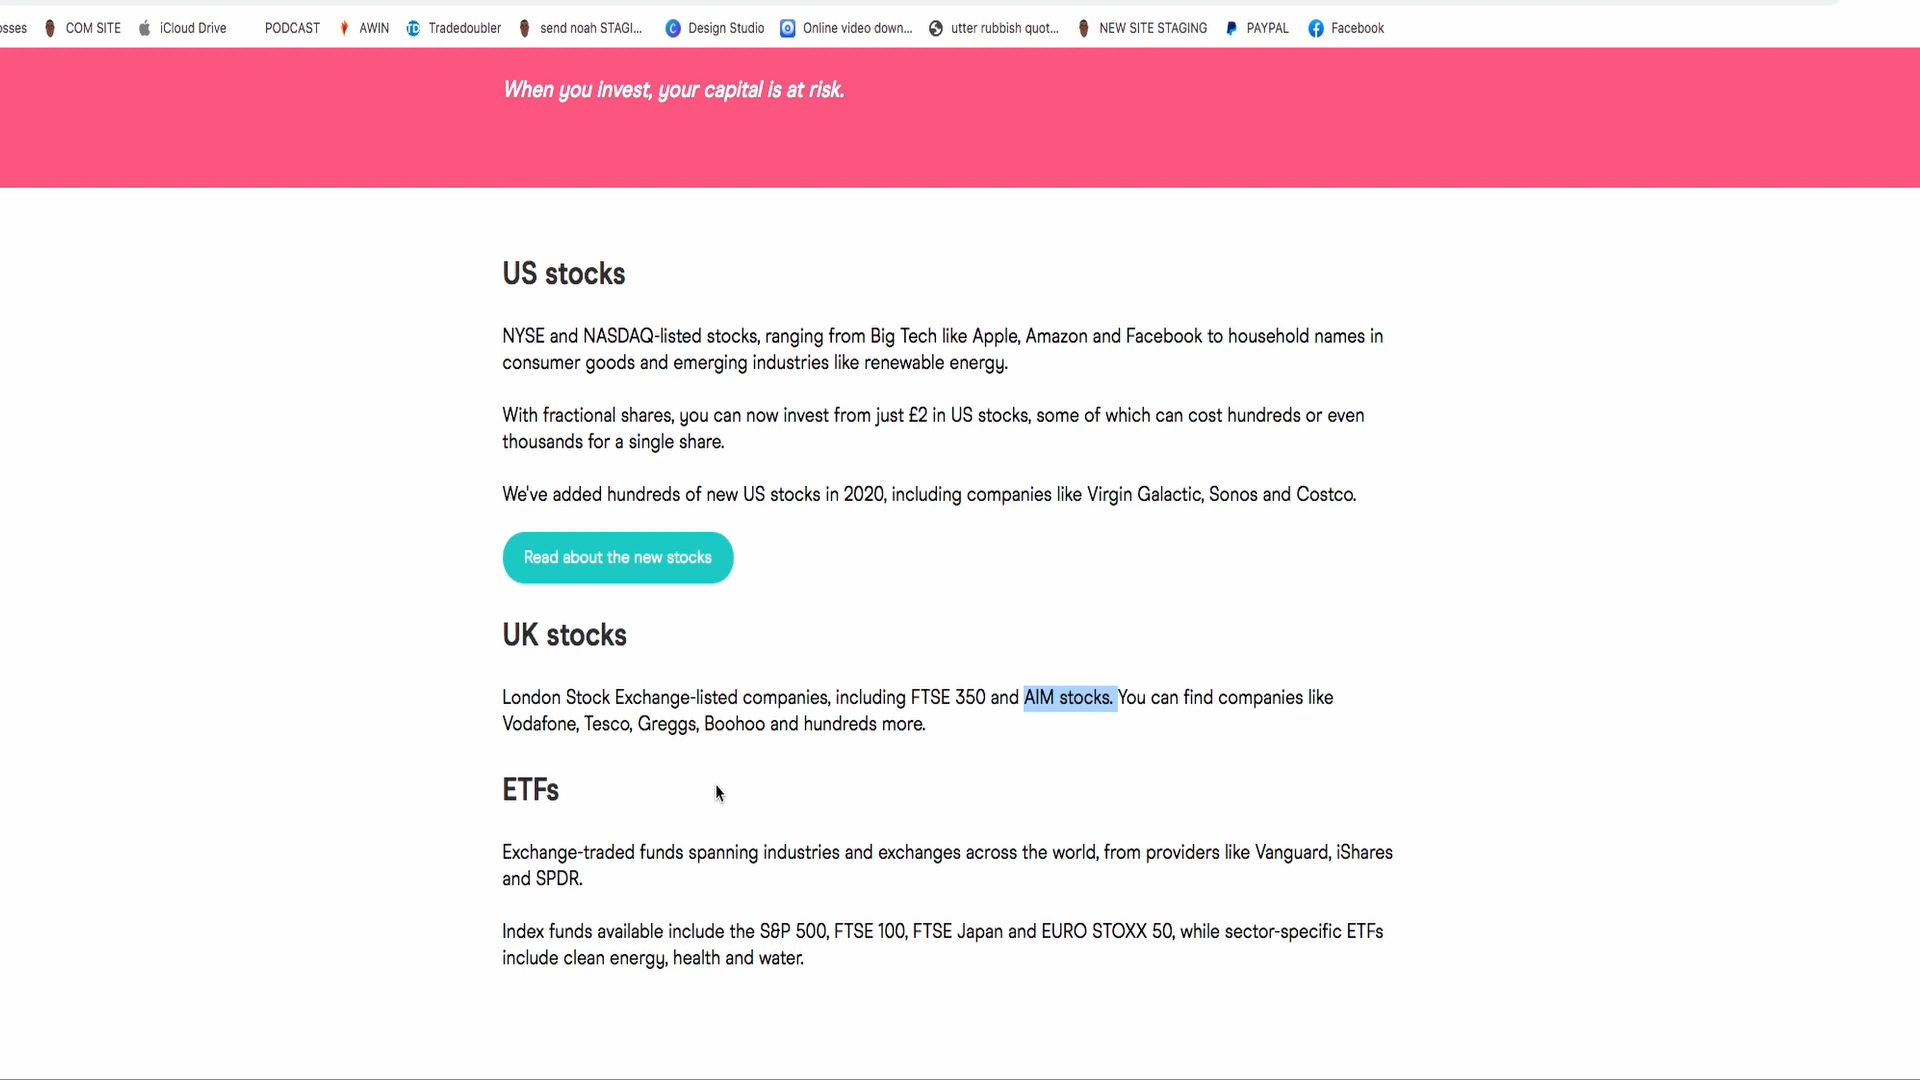 osses COM SITE iCloud Drive PODCAST AWIN Tradedoubler send noah STAGI... Design Studio Online video down... utter rubbish quot... NEW SITE STAGING PAYPAL Facebook
When you invest, your capital is at risk.
US stocks
NYSE and NASDAQ-listed stocks, ranging from Big Tech like Apple, Amazon and Facebook to household names in
consumer goods and emerging industries like renewable energy.
With fractional shares, you can now invest from just £2 in US stocks, some of which can cost hundreds or even
thousands for a single share.
We've added hundreds of new US stocks in 2020, including companies like Virgin Galactic, Sonos and Costco.
Read about the new stocks
UK stocks
London Stock Exchange-listed companies, including FTSE 350 and AIM stocks. You can find companies like
Vodafone, Tesco, Greggs, Boohoo and hundreds more.
ETFs
Exchange-traded funds spanning industries and exchanges across the world, from providers like Vanguard, iShares
and SPDR.
Index funds available include the S&P 500, FTSE 100, FTSE Japan and EURO STOXX 50, while sector-specific ETFs
include clean energy, health and water.